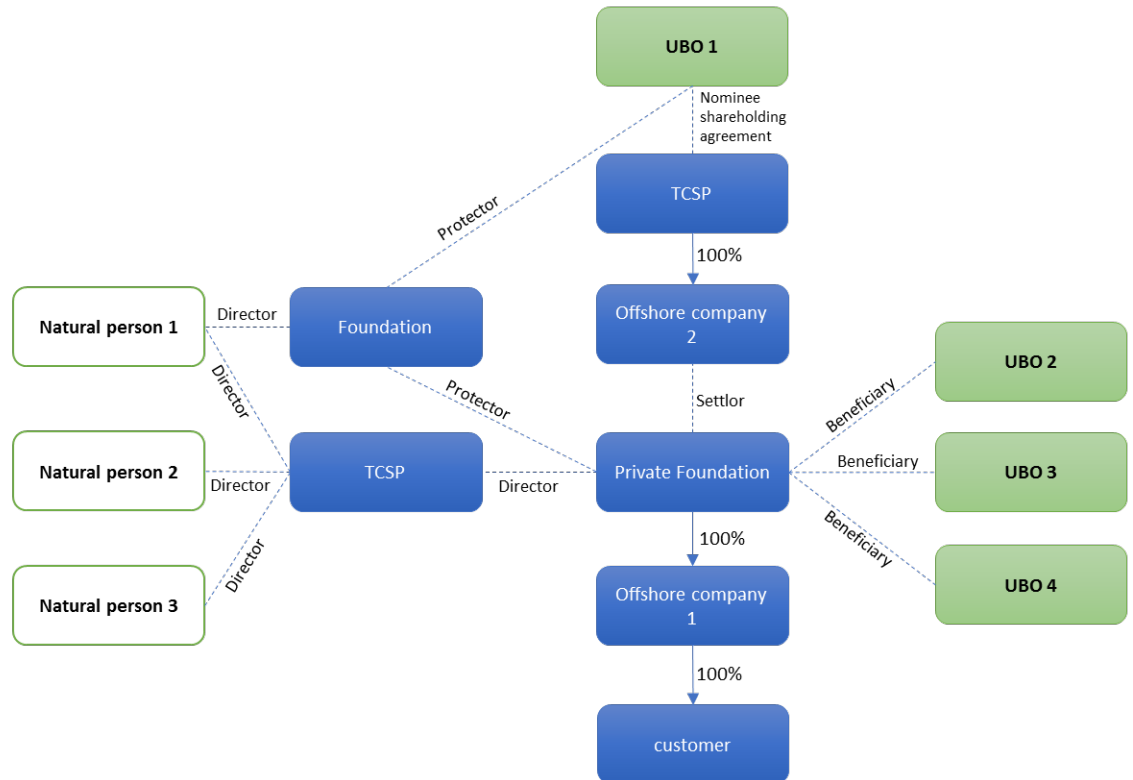 UBO 1
Nominee
shareholding
agreement
TCSP
Protector
100%
Natural person 1
Director
Foundation
Offshore company
2
UBO 2
Director
Protector
Settlor
Beneficiary
Natural person 2
Director
TCSP
Director
Private Foundation
Beneficiary
UBO 3
Director
100%
Beneficiary
Natural person 3
Offshore company
1
UBO 4
100%
customer